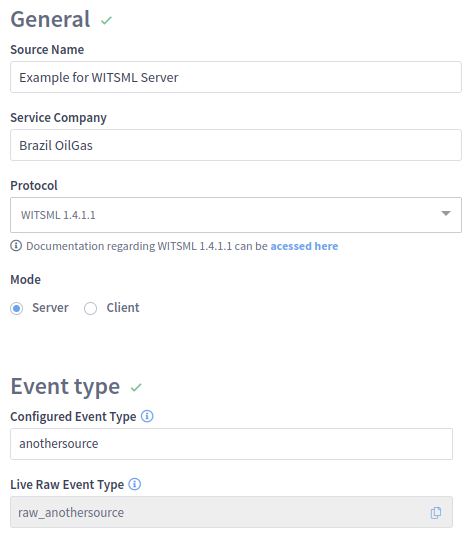 General
Source Name
Example for WITSML Server
Service Company
Brazil OilGas
Protocol
WITSML 1.4.1.1
Documentation regarding WITSML 1.4.1.1 can be acessed here
Mode
Server Client
Event type
Configured Event Type
anothersource
Live Raw Event Type
raw_anothersource